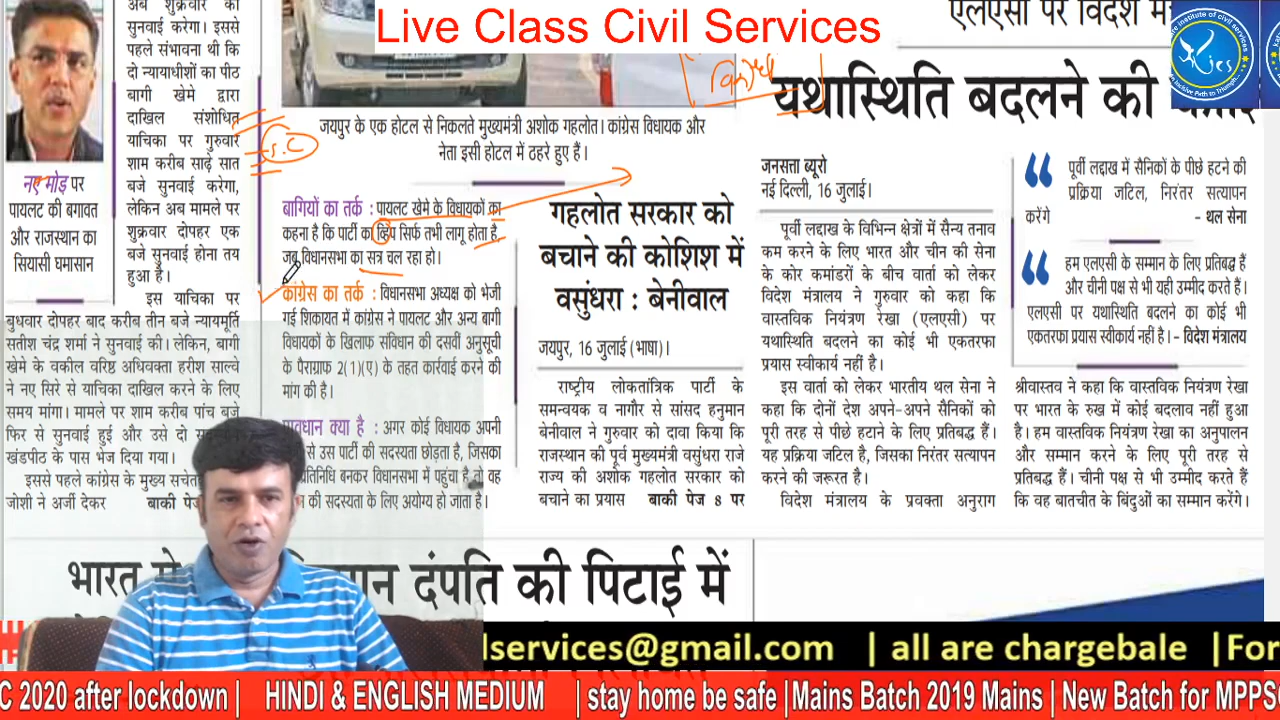 Live Class Civil Services
अब शुक्रवार को
सुनवाई करेगा। इससे
पहले संभावना थी कि
दो न्यायाधीशों का पीठ
बागी खेमे द्वारा
दाखिल संशोधित
याचिका पर गुरुवार
शाम करीब साढ़े सात
बजे सुनवाई करेगा,
लेकिन अब मामले पर
शुक्रवार दोपहर एक
बजे सुनवाई होना तय
हुआ है।
इस याचिका पर
बुधवार दोपहर बाद करीब तीन बजे न्यायमूर्ति
सतीश चंद्र शर्मा ने सुनवाई की। लेकिन, बागी
खेमे के वकील वरिष्ठ अधिवक्ता हरीश साल्वे
ने नए सिरे से याचिका दाखिल करने के लिए
समय मांगा। मामले पर शाम करीब पांच बजे
फिर से सुनवाई हुई और उसे दो
खंडपीठ के पास भेज दिया गया।
इससे पहले कांग्रेस के मुख्य सचेत
जोशी ने अर्जी देकर बाकी पेज
नए मोड़ पर
पायलट की बगावत
और राजस्थान का
सियासी घमासान
S.C
जयपुर के एक होटल से निकलते मुख्यमंत्री अशोक गहलोत। कांग्रेस विधायक और
नेता इसी होटल में ठहरे हुए हैं।
बागियों का तर्क : पायलट खेमे के विधायकों का
कहना है कि पार्टी का व्हिप सिर्फ तभी लागू होता है,
जब विधानसभा का सत्र चल रहा हो।
कांग्रेस का तर्क : विधानसभा अध्यक्ष को भेजी
गई शिकायत में कांग्रेस ने पायलट और अन्य बागी
विधायकों के खिलाफ संविधान की दसवीं अनुसूची
के पैराग्राफ 2(1)(ए) के तहत कार्रवाई करने की
मांग की है।
क्या है : अगर कोई विधायक अपनी
से उस पार्टी की सदस्यता छोड़ता है, जिसका
बनकर विधानसभा में पहुंचा है तो वह
की सदस्यता के लिए अयोग्य हो जाता है।
गहलोत सरकार को
बचाने की कोशिश में
वसुंधरा : बेनीवाल
जयपुर, 16 जुलाई (भाषा)।
राष्ट्रीय लोकतांत्रिक पार्टी के
समन्वयक व नागौर से सांसद हनुमान
बेनीवाल ने गुरुवार को दावा किया कि
राजस्थान की पूर्व मुख्यमंत्री वसुंधरा राजे
राज्य की अशोक गहलोत सरकार को
बचाने का प्रयास बाकी पेज 8 पर
एलएसी पर विदेश
यथास्थिति बदलने की
जनसत्ता ब्यूरो
नई दिल्ली, 16 जुलाई।
पूर्वी लद्दाख के विभिन्न क्षेत्रों में सैन्य तनाव
कम करने के लिए भारत और चीन की सेना
के कोर कमांडरों के बीच वार्ता को लेकर
विदेश मंत्रालय ने गुरुवार को कहा कि
वास्तविक नियंत्रण रेखा (एलएसी) पर
यथास्थिति बदलने का कोई भी एकतरफा
प्रयास स्वीकार्य नहीं है।
इस वार्ता को लेकर भारतीय थल सेना ने
कहा कि दोनों देश अपने-अपने सैनिकों को
पूरी तरह से पीछे हटाने के लिए प्रतिबद्ध हैं।
यह प्रक्रिया जटिल है, जिसका निरंतर सत्यापन
करने की जरूरत है।
विदेश मंत्रालय के प्रवक्ता अनुराग
पूर्वी लद्दाख में सैनिकों के पीछे हटने की
प्रक्रिया जटिल, निरंतर सत्यापन
करेंगे - थल सेना
हम एलएसी के सम्मान के लिए प्रतिबद्ध हैं
और चीनी पक्ष से भी यही उम्मीद करते हैं।
एलएसी पर यथास्थिति बदलने का कोई भी
एकतरफा प्रयास स्वीकार्य नहीं है। - विदेश मंत्रालय
श्रीवास्तव ने कहा कि वास्तविक नियंत्रण रेखा
पर भारत के रुख में कोई बदलाव नहीं हुआ
है। हम वास्तविक नियंत्रण रेखा का अनुपालन
और सम्मान करने के लिए पूरी तरह से
प्रतिबद्ध हैं। चीनी पक्ष से भी उम्मीद करते हैं
कि वह बातचीत के बिंदुओं का सम्मान करेंगे।
भारत दंपति की पिटाई में
lservices@gmail.com | all are chargebale |For
C 2020 after lockdown | HINDI & ENGLISH MEDIUM | stay home be safe |Mains Batch 2019 Mains | New Batch for MPPS